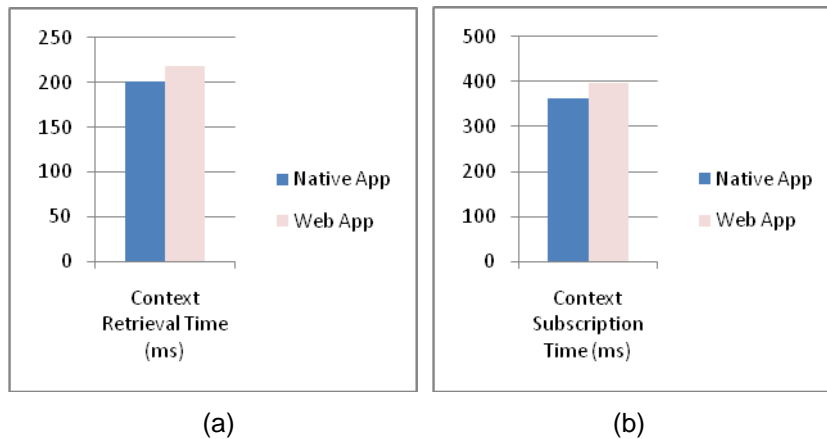 250
200
150
100
50
0
Context
Retrieval Time
(ms)
Native App
Web App
(a)
500
400
300
200
100
0
Context
Subscription
Time (ms)
Native App
Web App
(b)